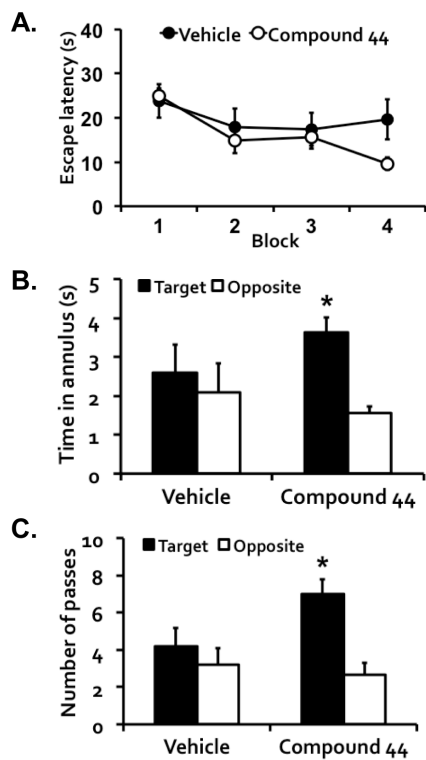 A.
Vehicle Compound 44
Escape latency (s)
40
30
20
10
0
1 2 3 4
Block
B.
Target Opposite
Time in annulus (s)
5
4
3
2
1
0
*
Vehicle Compound 44
C.
Target Opposite
Number of passes
10
8
6
4
2
0
*
Vehicle Compound 44